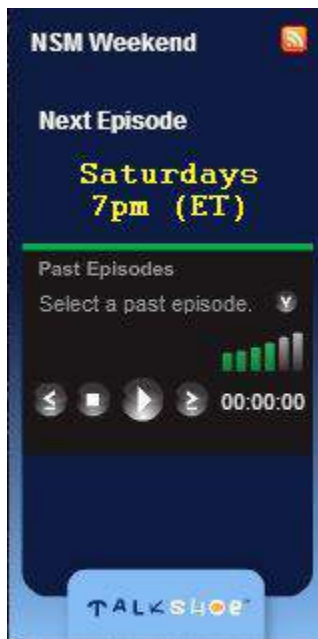 NSM Weekend
Next Episode
Saturdays
7pm (ET)
Past Episodes
Select a past episode.
00:00:00
TALKSHOE